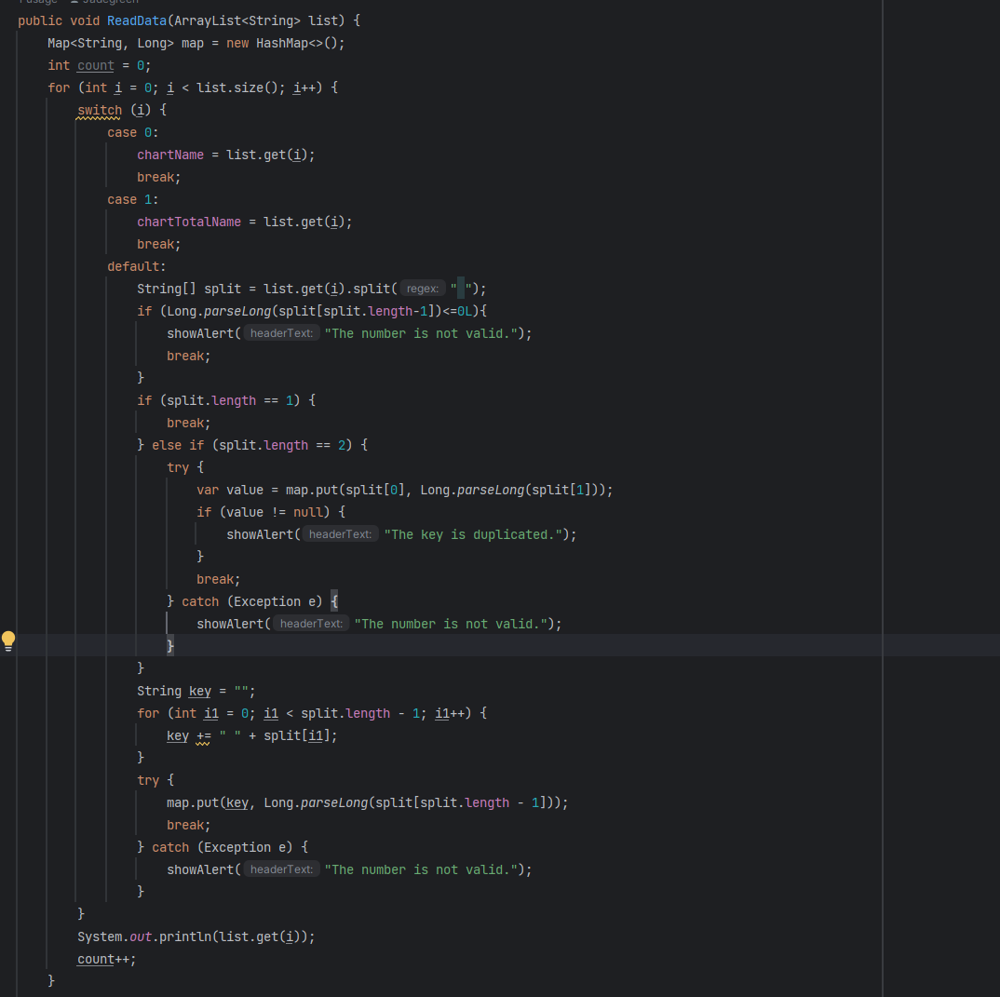 1 usage Jadegreen
public void ReadData(ArrayList<String> list) {
Map<String, Long> map = new HashMap<>();
int count = 0;
for (int i = 0; i < list.size(); i++) {
switch (i) {
case 0:
chartName = list.get(i);
break;
case 1:
chartTotalName = list.get(i);
break;
default:
String[] split = list.get(i).split( regex: " ");
if (Long.parseLong(split[split.length-1])<=0L){
showAlert( headerText: "The number is not valid.");
break;
}
if (split.length == 1) {
break;
} else if (split.length == 2) {
try {
var value = map.put(split[0], Long.parseLong(split[1]));
if (value != null) {
showAlert( headerText: "The key is duplicated.");
}
break;
} catch (Exception e) {
showAlert( headerText: "The number is not valid.");
}
}
String key = "";
for (int i1 = 0; i1 < split.length - 1; i1++) {
key += " " + split[i1];
}
try {
map.put(key, Long.parseLong(split[split.length - 1]));
break;
} catch (Exception e) {
showAlert( headerText: "The number is not valid.");
}
}
System.out.println(list.get(i));
count++;
}